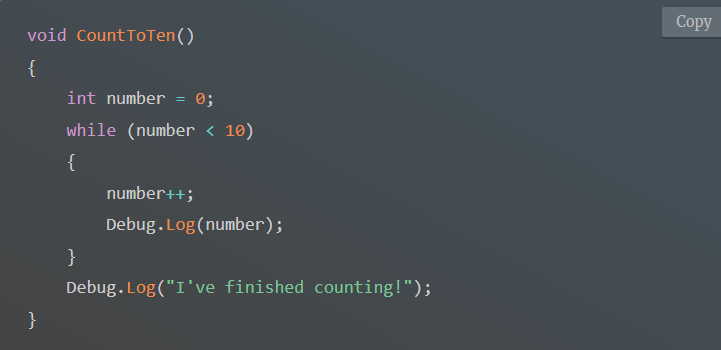 Copy
void CountToTen()
{
    int number = 0;
    while (number < 10)
    {
        number++;
        Debug.Log(number);
    }
    Debug.Log("I've finished counting!");
}